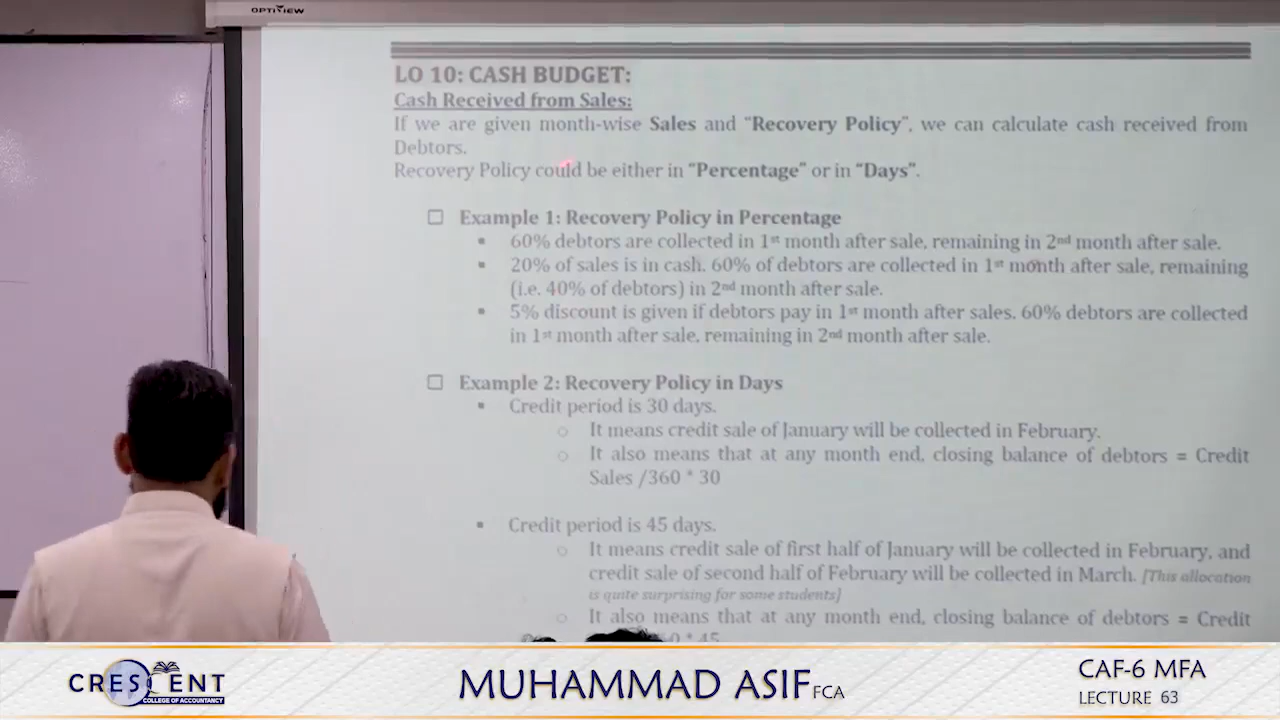 OPTIVIEW
LO 10: CASH BUDGET:
Cash Received from Sales:
If we are given month-wise Sales and "Recovery Policy", we can calculate cash received from
Debtors.
Recovery Policy could be either in "Percentage" or in "Days".
☐ Example 1: Recovery Policy in Percentage
▪ 60% debtors are collected in 1st month after sale, remaining in 2nd month after sale.
▪ 20% of sales is in cash. 60% of debtors are collected in 1st month after sale, remaining
(i.e. 40% of debtors) in 2nd month after sale.
▪ 5% discount is given if debtors pay in 1st month after sales. 60% debtors are collected
in 1st month after sale, remaining in 2nd month after sale.
☐ Example 2: Recovery Policy in Days
▪ Credit period is 30 days.
○ It means credit sale of January will be collected in February.
○ It also means that at any month end, closing balance of debtors = Credit
Sales /360 * 30
▪ Credit period is 45 days.
○ It means credit sale of first half of January will be collected in February, and
credit sale of second half of February will be collected in March. [This allocation
is quite surprising for some students]
○ It also means that at any month end, closing balance of debtors = Credit
0 * 45
CRESCENT
COLLEGE OF ACCOUNTANCY
MUHAMMAD ASIF FCA
CAF-6 MFA
LECTURE 63